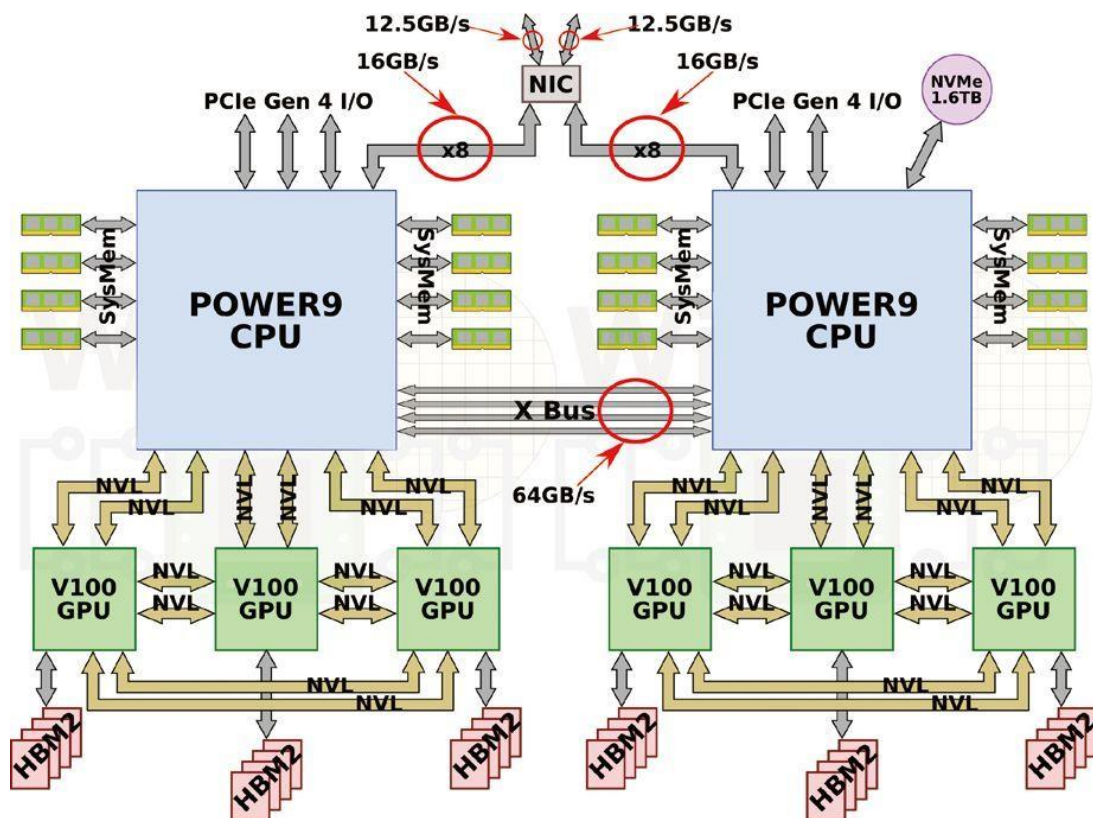 12.5GB/s
12.5GB/s
16GB/s
16GB/s
NIC
NVMe
1.6TB
PCIe Gen 4 I/O
PCIe Gen 4 I/O
x8
x8
SysMem
SysMem
SysMem
SysMem
POWER9
CPU
POWER9
CPU
X Bus
64GB/s
NVL
NVL
NVL
NVL
NVL
NVL
NVL
NVL
NVL
NVL
NVL
NVL
V100
GPU
NVL
NVL
V100
GPU
NVL
NVL
V100
GPU
V100
GPU
NVL
NVL
V100
GPU
NVL
NVL
V100
GPU
NVL
NVL
NVL
NVL
HBM2
HBM2
HBM2
HBM2
HBM2
HBM2